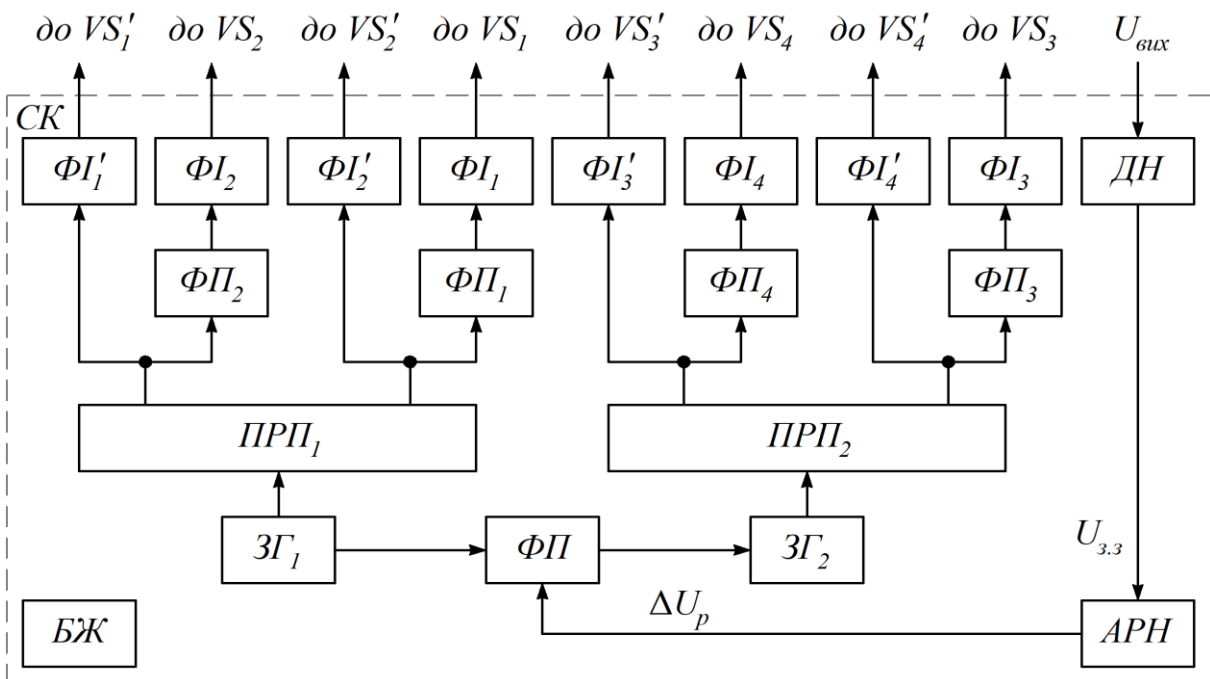 до VS₁′ до VS₂ до VS₂′ до VS₁ до VS₃′ до VS₄ до VS₄′ до VS₃ Uвих
СК
ФІ₁′ ФІ₂ ФІ₂′ ФІ₁ ФІ₃′ ФІ₄ ФІ₄′ ФІ₃ ДН
ФП₂ ФП₁ ФП₄ ФП₃
ПРП₁ ПРП₂
ЗГ₁ ФП ЗГ₂ Uз.з
БЖ ΔUр АРН